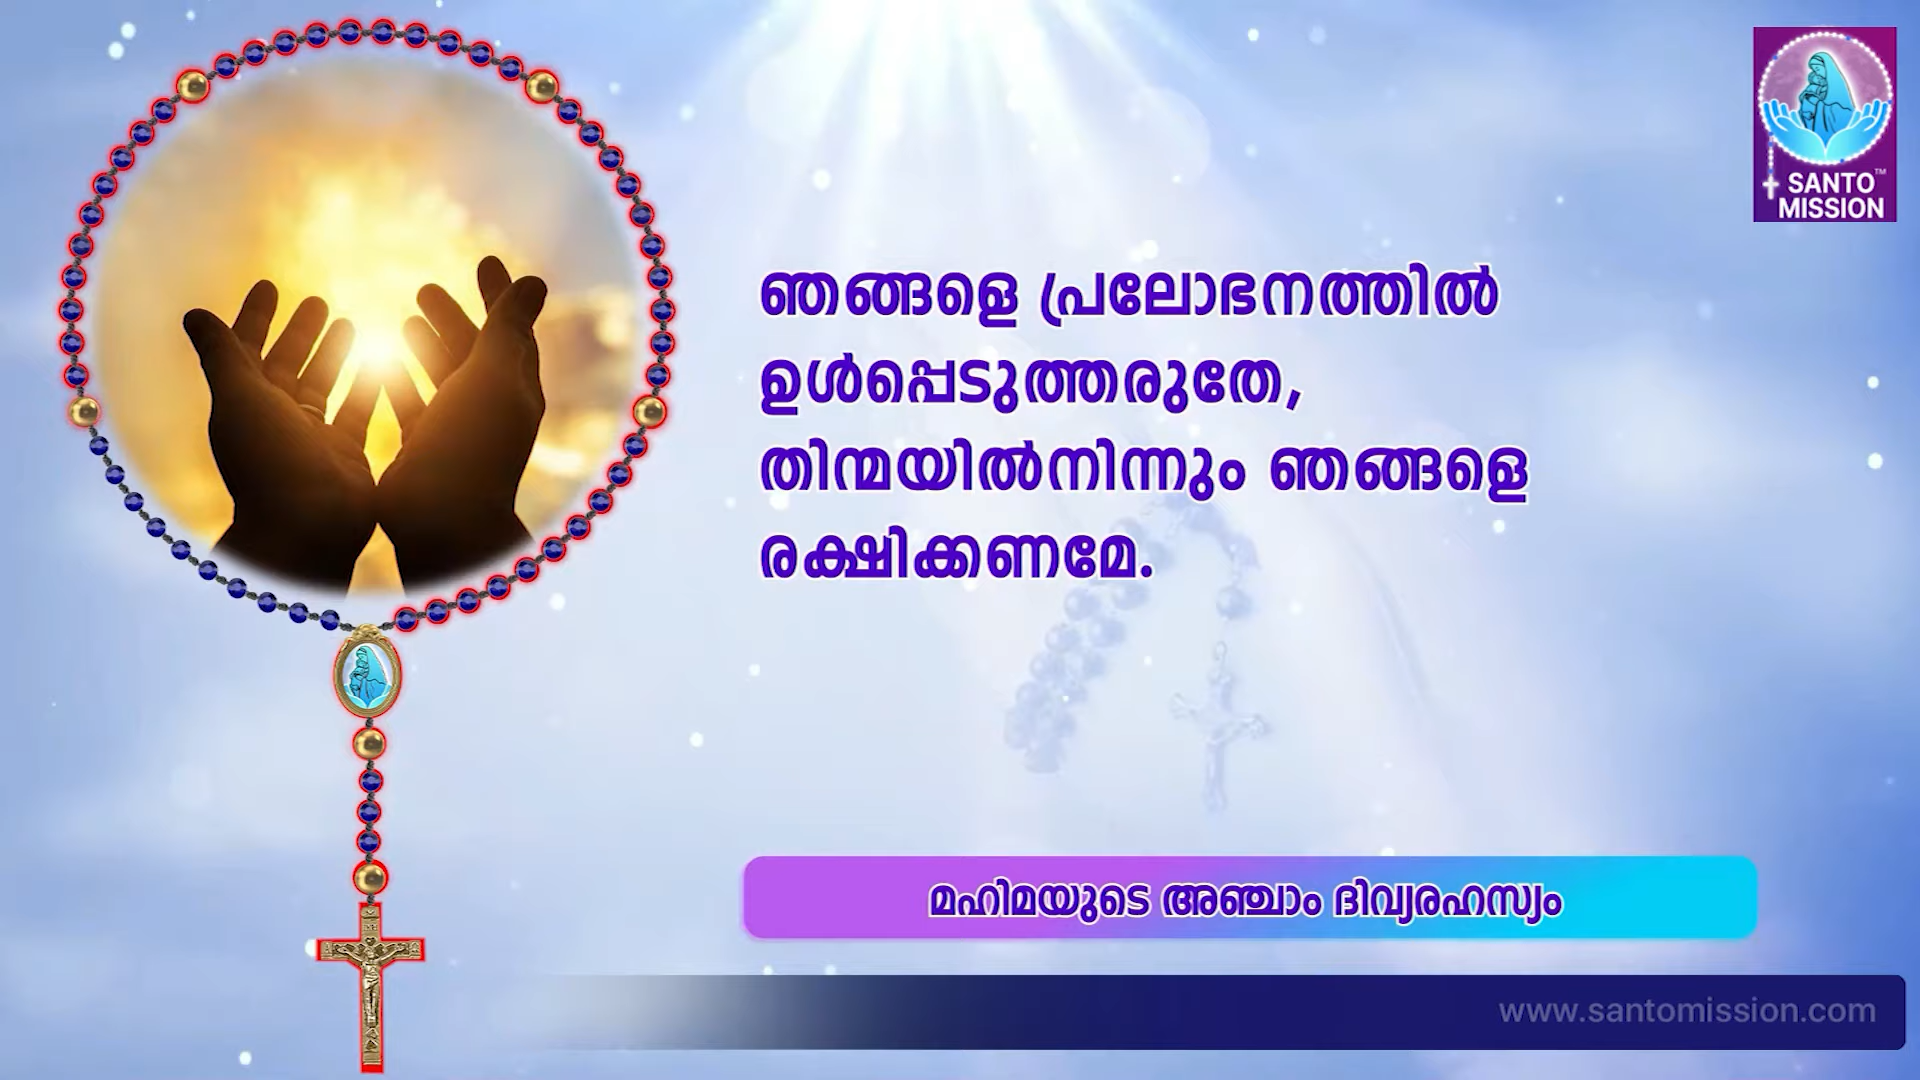 SANTO™
MISSION
ഞങ്ങളെ പ്രലോഭനത്തിൽ
ഉൾപ്പെടുത്തരുതേ,
തിന്മയിൽനിന്നും ഞങ്ങളെ
രക്ഷിക്കണമേ.
മഹിമയുടെ അഞ്ചാം ദിവ്യരഹസ്യം
www.santomission.com